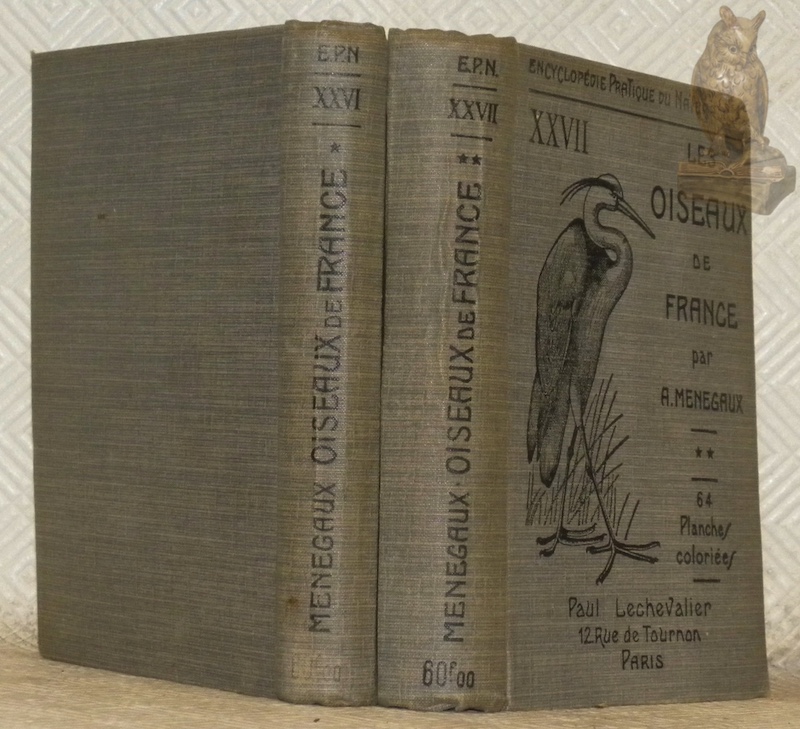 E.P.N
XXVI
*
MENEGAUX OISEAUX DE FRANCE
E.P.N.
XXVII
**
MENEGAUX · OISEAUX DE FRANCE
60f00
ENCYCLOPÉDIE PRATIQUE DU
XXVII
LES
OISEAUX
DE
FRANCE
par
A. MENEGAUX
**
64
Planches
coloriées
Paul Lechevalier
12 Rue de Tournon
PARIS